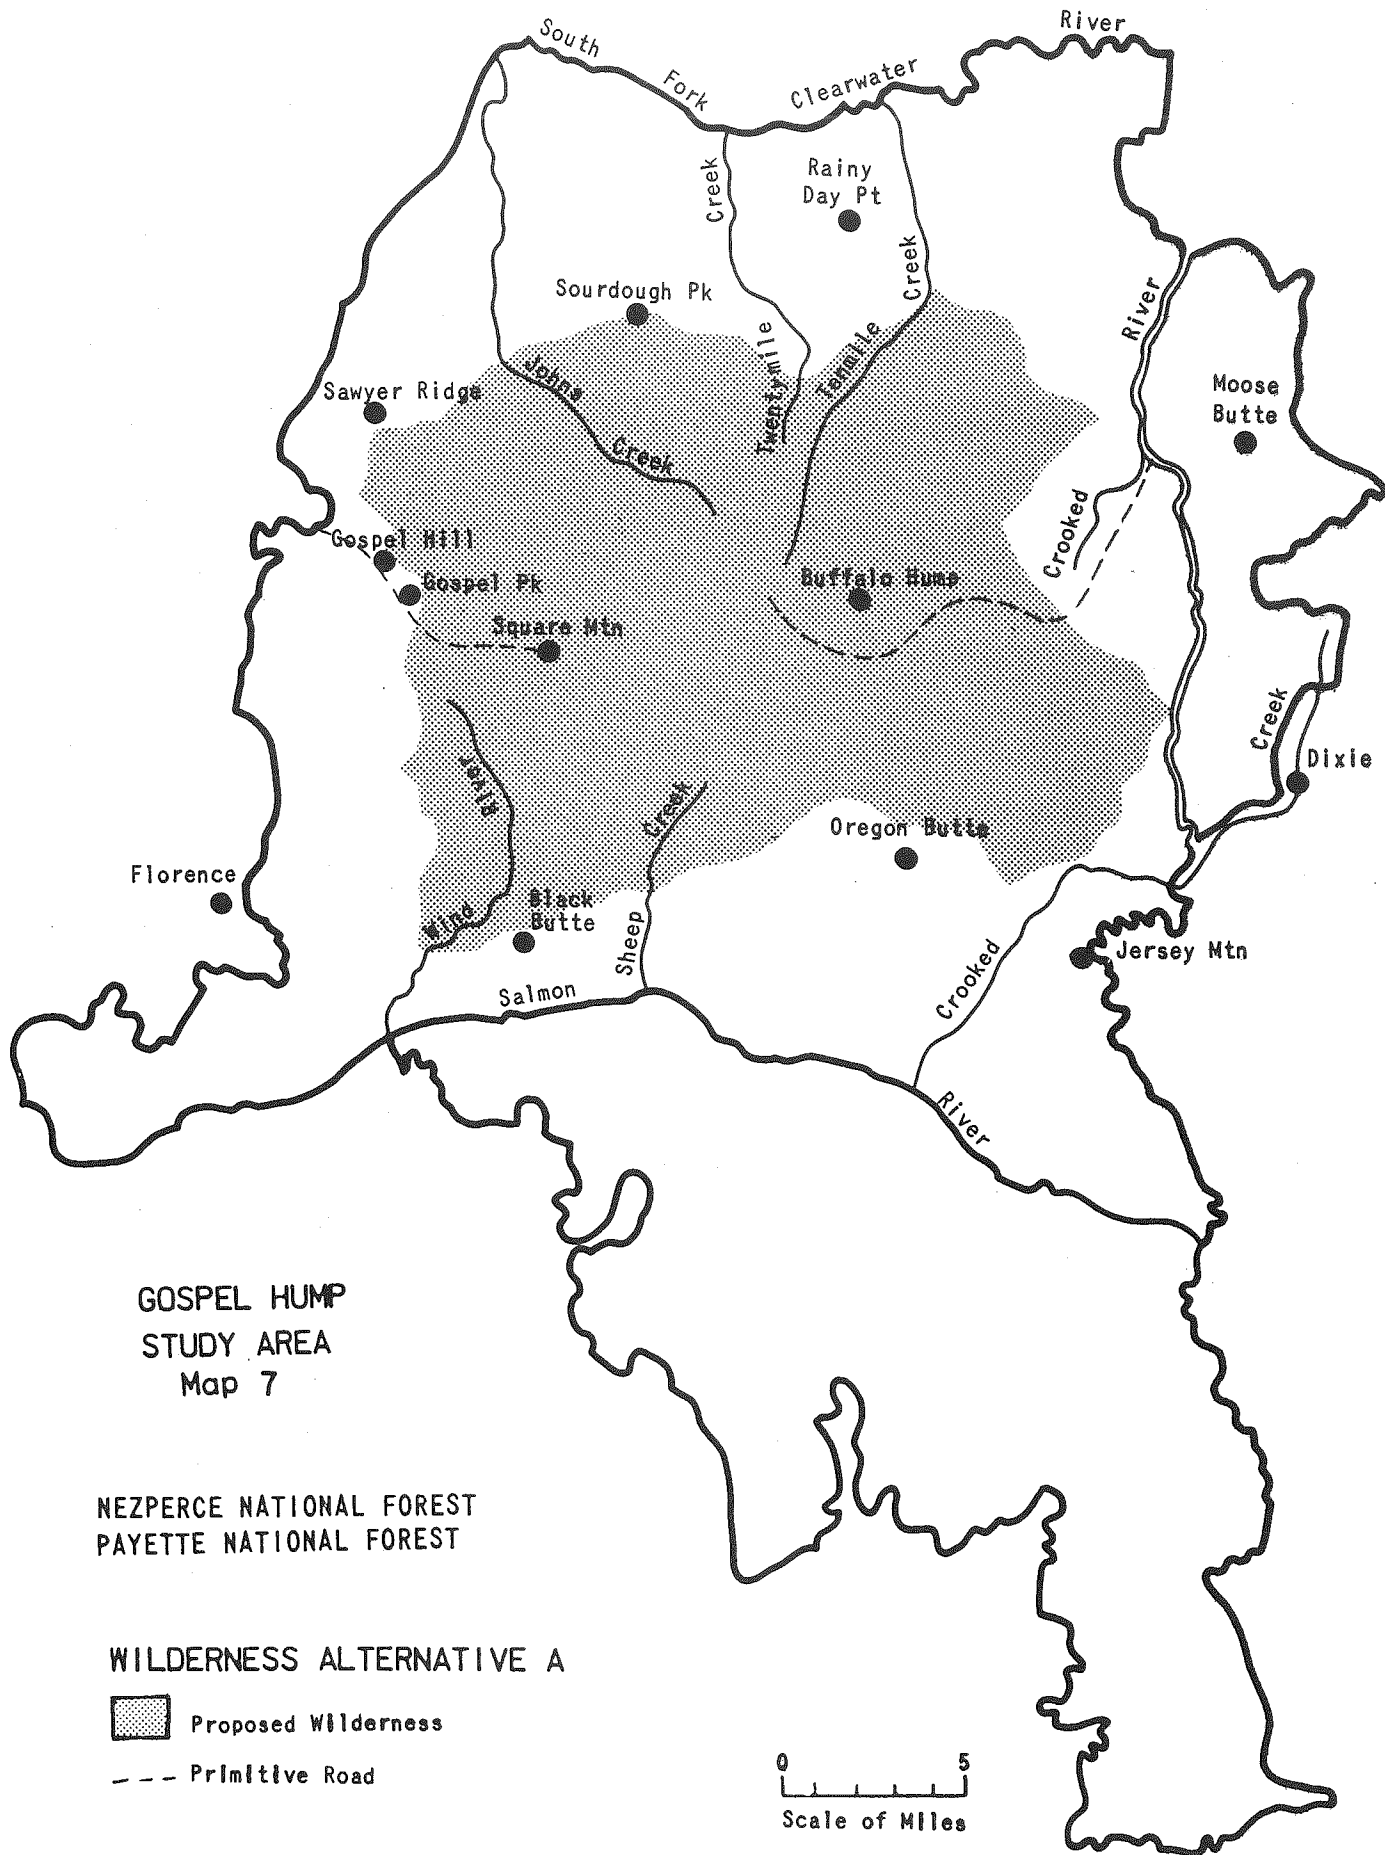 River
South
Fork
Clearwater
Creek
Rainy
Day Pt
Creek
Sourdough Pk
River
Twentymile
Tenmile
Johns
Sawyer Ridge
Moose
Butte
Creek
Crooked
Gospel Hill
Gospel Pk
Buffalo Hump
Square Mtn
Creek
Dixie
River
Creek
Oregon Butte
Florence
Black
Butte
Wind
Sheep
Jersey Mtn
Crooked
Salmon
River
GOSPEL HUMP
STUDY AREA
Map 7
NEZPERCE NATIONAL FOREST
PAYETTE NATIONAL FOREST
WILDERNESS ALTERNATIVE A
Proposed Wilderness
Primitive Road
0 5
Scale of Miles